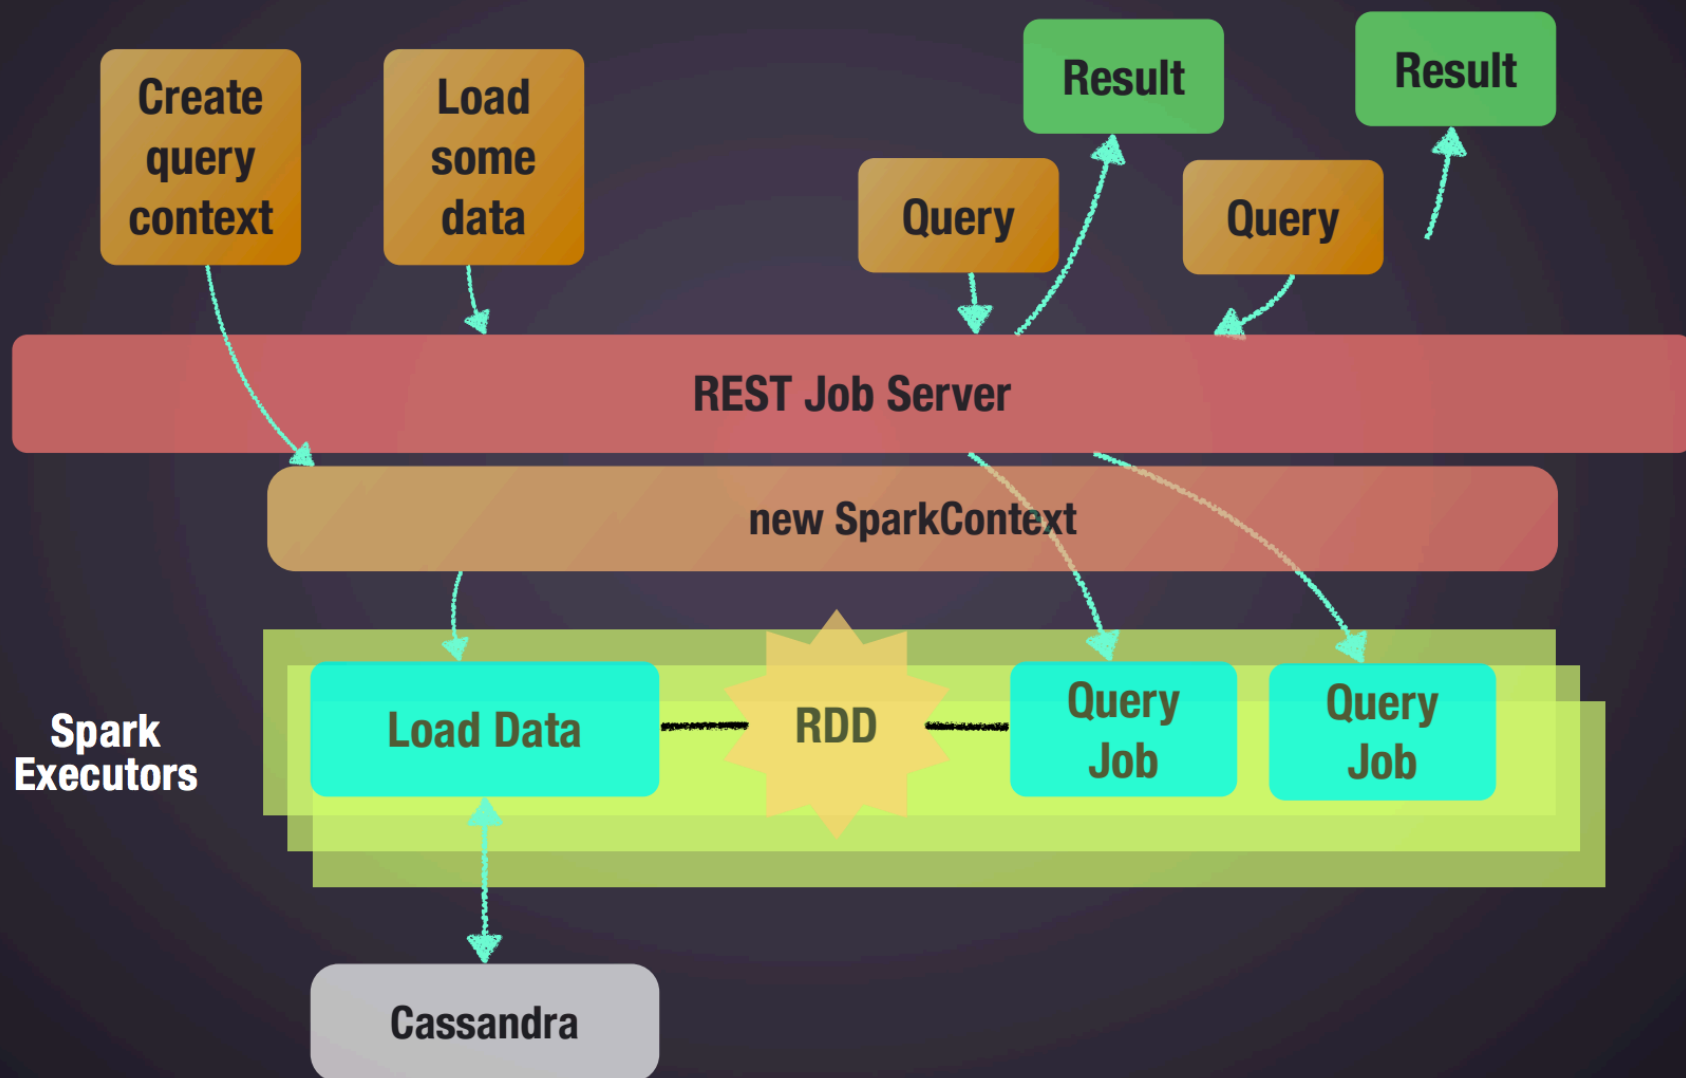 Create
query
context
Load
some
data
Result
Result
Query
Query
REST Job Server
new SparkContext
Spark
Executors
Load Data
RDD
Query
Job
Query
Job
Cassandra